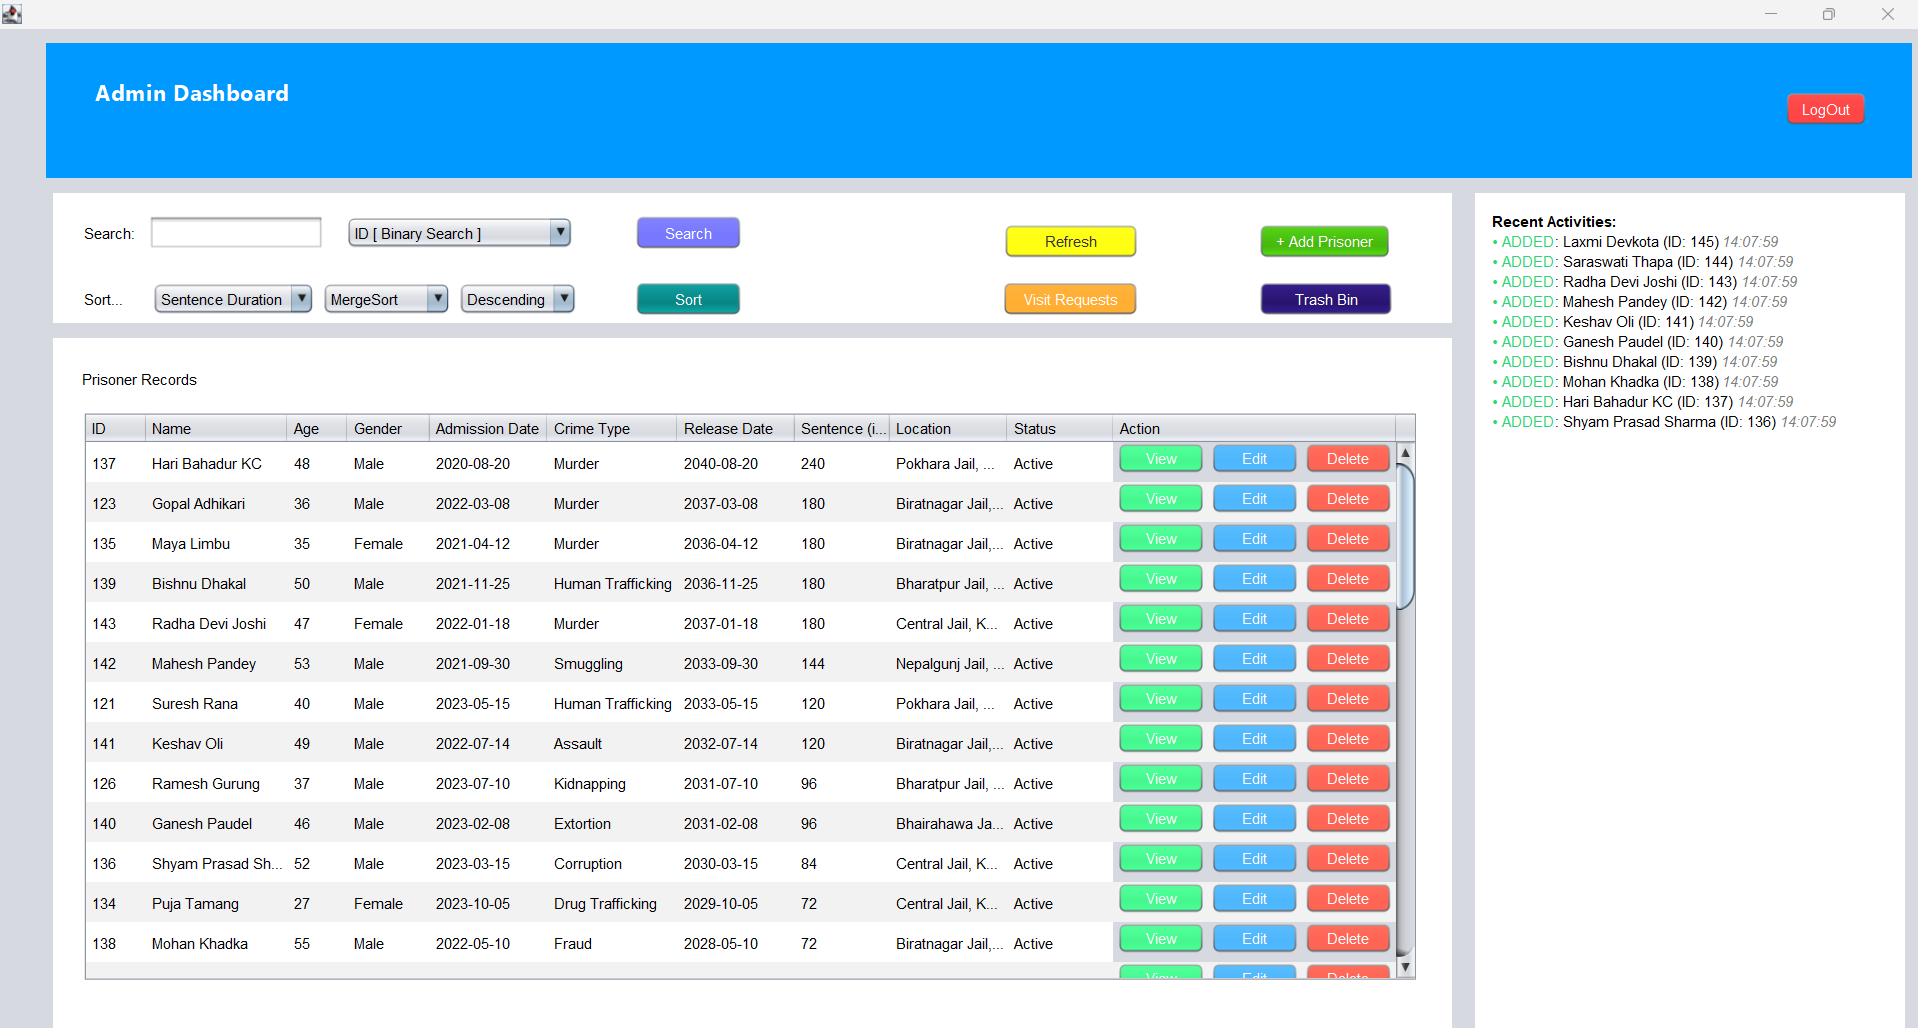 Admin Dashboard
LogOut
Search: ID [ Binary Search ] Search Refresh + Add Prisoner
Sort... Sentence Duration MergeSort Descending Sort Visit Requests Trash Bin
Prisoner Records
ID Name Age Gender Admission Date Crime Type Release Date Sentence (i... Location Status Action
137 Hari Bahadur KC 48 Male 2020-08-20 Murder 2040-08-20 240 Pokhara Jail, ... Active View Edit Delete
123 Gopal Adhikari 36 Male 2022-03-08 Murder 2037-03-08 180 Biratnagar Jail,... Active View Edit Delete
135 Maya Limbu 35 Female 2021-04-12 Murder 2036-04-12 180 Biratnagar Jail,... Active View Edit Delete
139 Bishnu Dhakal 50 Male 2021-11-25 Human Trafficking 2036-11-25 180 Bharatpur Jail, ... Active View Edit Delete
143 Radha Devi Joshi 47 Female 2022-01-18 Murder 2037-01-18 180 Central Jail, K... Active View Edit Delete
142 Mahesh Pandey 53 Male 2021-09-30 Smuggling 2033-09-30 144 Nepalgunj Jail, ... Active View Edit Delete
121 Suresh Rana 40 Male 2023-05-15 Human Trafficking 2033-05-15 120 Pokhara Jail, ... Active View Edit Delete
141 Keshav Oli 49 Male 2022-07-14 Assault 2032-07-14 120 Biratnagar Jail,... Active View Edit Delete
126 Ramesh Gurung 37 Male 2023-07-10 Kidnapping 2031-07-10 96 Bharatpur Jail, ... Active View Edit Delete
140 Ganesh Paudel 46 Male 2023-02-08 Extortion 2031-02-08 96 Bhairahawa Ja... Active View Edit Delete
136 Shyam Prasad Sh... 52 Male 2023-03-15 Corruption 2030-03-15 84 Central Jail, K... Active View Edit Delete
134 Puja Tamang 27 Female 2023-10-05 Drug Trafficking 2029-10-05 72 Central Jail, K... Active View Edit Delete
138 Mohan Khadka 55 Male 2022-05-10 Fraud 2028-05-10 72 Biratnagar Jail,... Active View Edit Delete
View Edit Delete
Recent Activities:
• ADDED: Laxmi Devkota (ID: 145) 14:07:59
• ADDED: Saraswati Thapa (ID: 144) 14:07:59
• ADDED: Radha Devi Joshi (ID: 143) 14:07:59
• ADDED: Mahesh Pandey (ID: 142) 14:07:59
• ADDED: Keshav Oli (ID: 141) 14:07:59
• ADDED: Ganesh Paudel (ID: 140) 14:07:59
• ADDED: Bishnu Dhakal (ID: 139) 14:07:59
• ADDED: Mohan Khadka (ID: 138) 14:07:59
• ADDED: Hari Bahadur KC (ID: 137) 14:07:59
• ADDED: Shyam Prasad Sharma (ID: 136) 14:07:59